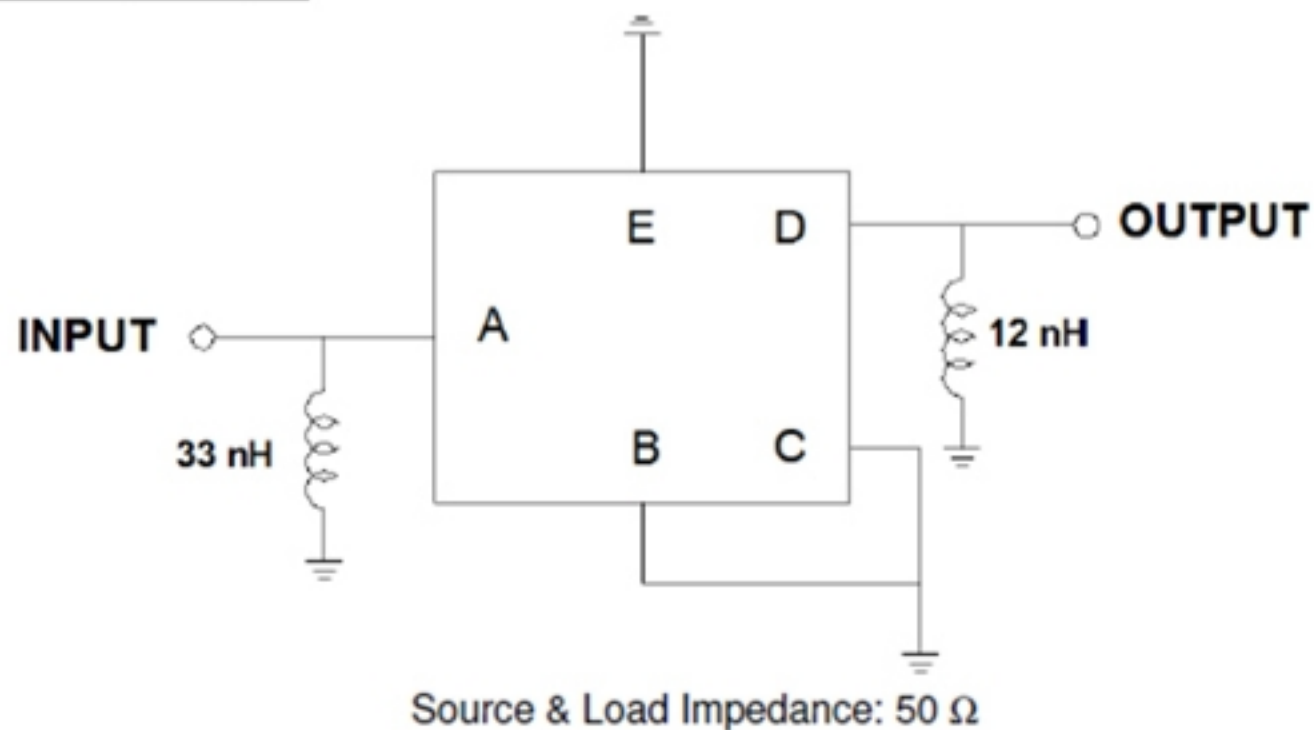 E D
OUTPUT
INPUT
A
12 nH
33 nH
B C
Source & Load Impedance: 50 Ω